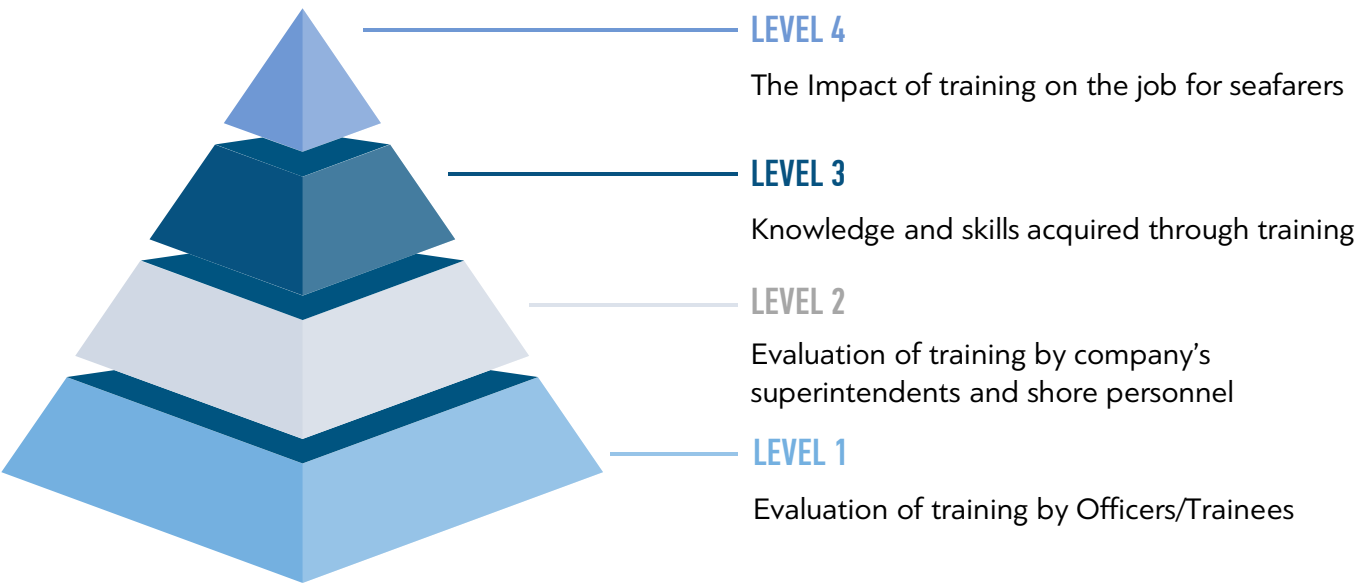 LEVEL 4
The Impact of training on the job for seafarers
LEVEL 3
Knowledge and skills acquired through training
LEVEL 2
Evaluation of training by company’s
superintendents and shore personnel
LEVEL 1
Evaluation of training by Officers/Trainees